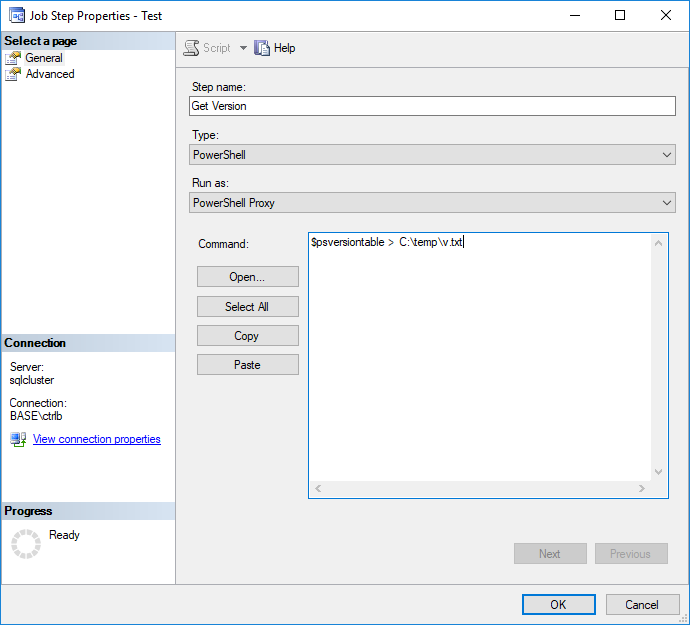 Job Step Properties - Test
Select a page
General
Advanced
Script
Help
Step name:
Get Version
Type:
PowerShell
Run as:
PowerShell Proxy
Command:
$psversiontable > C:\temp\v.txt
Open...
Select All
Copy
Paste
Connection
Server:
sqlcluster
Connection:
BASE\ctrlb
View connection properties
Progress
Ready
Next
Previous
OK
Cancel